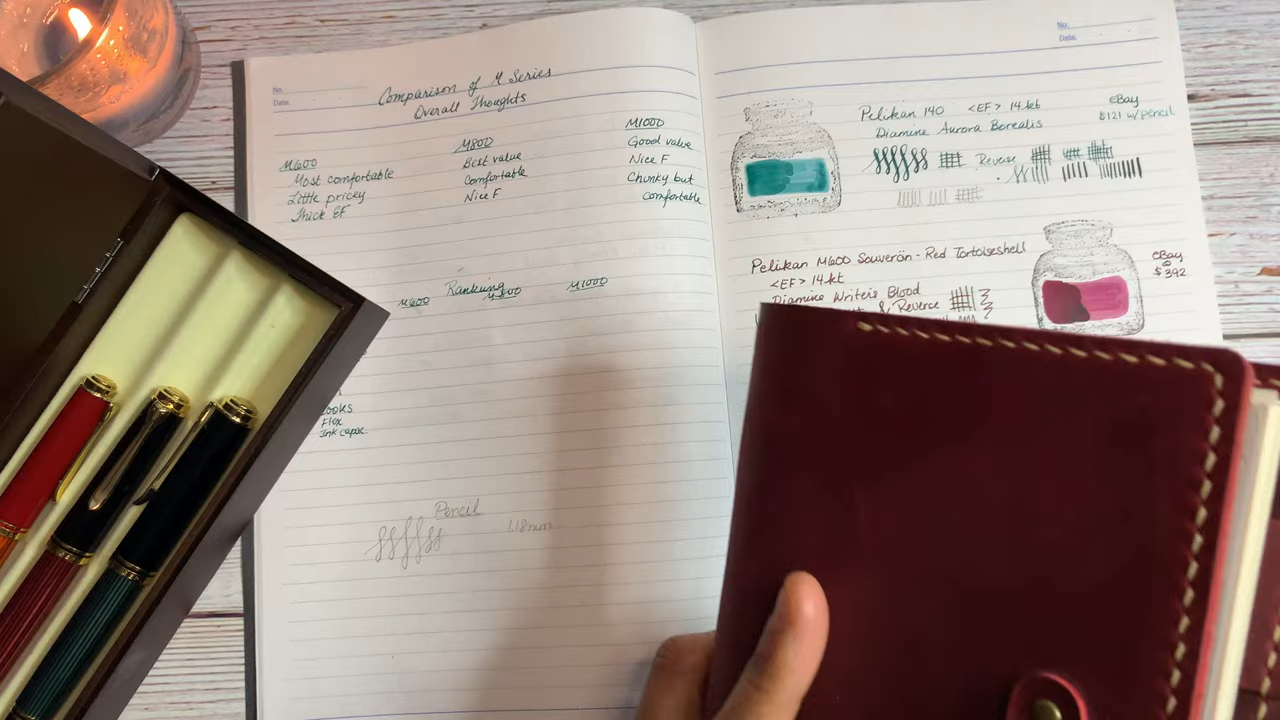 No.
Date
Comparison of M Series
Overall Thoughts
M600
Most comfortable
Little pricey
Thick EF
M800
Best value
Comfortable
Nice F
M1000
Good value
Nice F
Chunky but
comfortable
Ranking
M600 M800 M1000
ooks
Flex
Ink capac.
Pencil
1.18mm
No.
Date
Pelikan 140 <EF> 14kt
Diamine Aurora Borealis
Reverse
eBay
$121 w/pencil
Pelikan M600 Souverän - Red Tortoiseshell
<EF> 14kt
Diamine Writer's Blood
& Reverse
eBay
@
$392